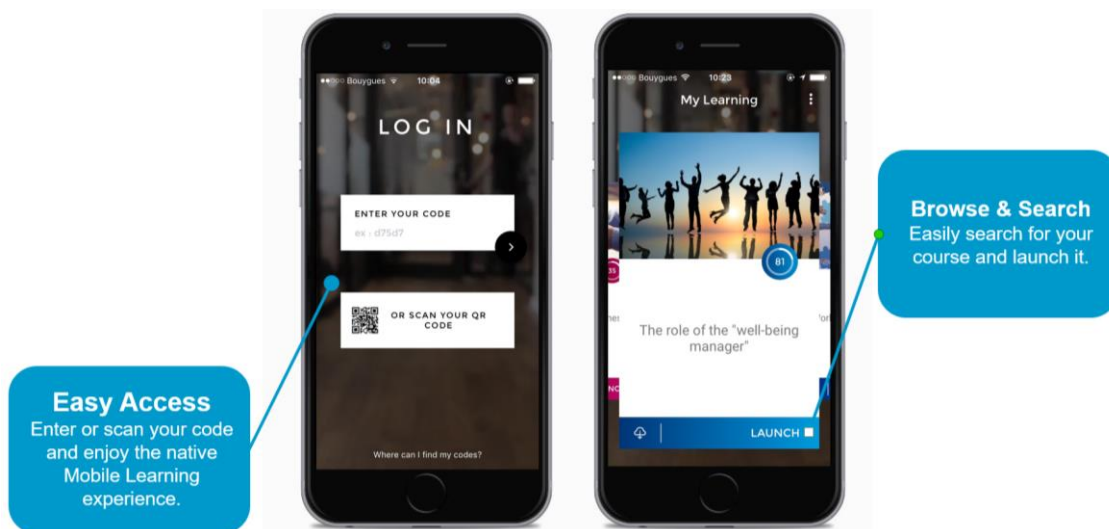 Bouygues 10:04
LOG IN
ENTER YOUR CODE
ex : d75d7
OR SCAN YOUR QR
CODE
Where can I find my codes?
Easy Access
Enter or scan your code
and enjoy the native
Mobile Learning
experience.
Bouygues 10:23
My Learning
81
The role of the "well-being
manager"
LAUNCH
Browse & Search
Easily search for your
course and launch it.